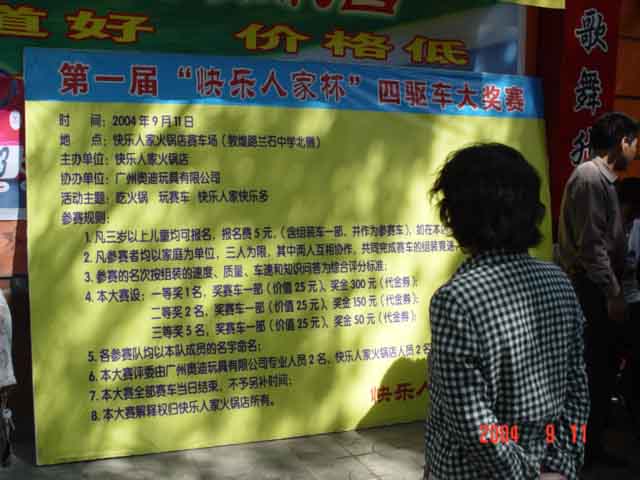 道好 价格低
第一届“快乐人家杯”四驱车大奖赛
时 间:2004年9月11日
地 点:快乐人家火锅店赛车场(敦煌路兰石中学北侧)
主办单位:快乐人家火锅店
协办单位:广州奥迪玩具有限公司
活动主题:吃火锅 玩赛车 快乐人家快乐多
参赛规则:
1.凡三岁以上儿童均可报名,报名费5元,(含组装车一部,并作为参赛车),如在本
2.凡参赛者均以家庭为单位,三人为限,其中两人互相协作,共同完成赛车的组装竞
3.参赛的名次按组装的速度、质量、车速和知识问答为综合评分标准;
4.本大赛设:一等奖1名,奖赛车一部(价值25元)、奖金300元(代金券);
二等奖2名,奖赛车一部(价值25元)、奖金150元(代金券);
三等奖5名,奖赛车一部(价值25元)、奖金50元(代金券);
5.各参赛队均以本队成员的名字命名;
6.本大赛评委由广州奥迪玩具有限公司专业人员2名,快乐人家火锅店人员2名
7.本大赛全部赛车当日结束,不予另补时间;
8.本大赛解释权归快乐人家火锅店所有。
快乐人
歌舞
2004 9 11